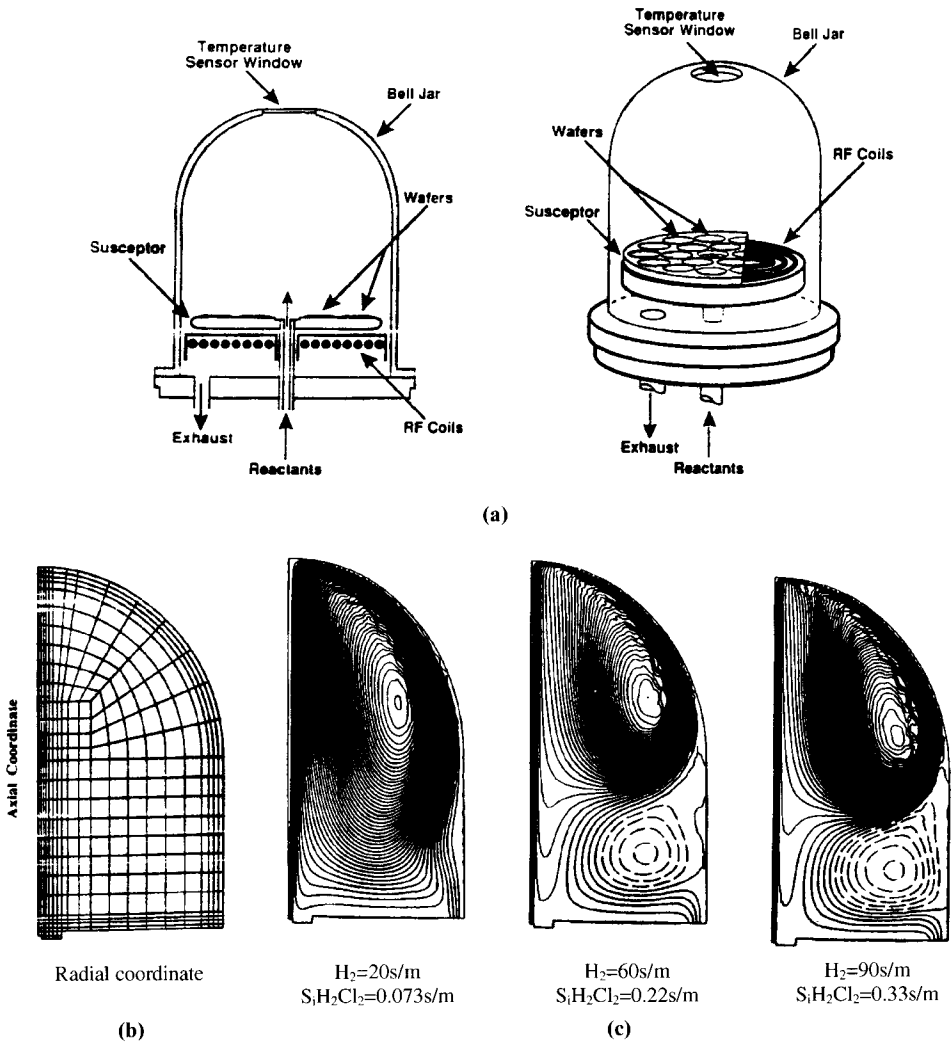 Temperature
Sensor Window
Bell Jar
Wafers
Susceptor
RF Coils
Exhaust
Reactants
Temperature
Sensor Window
Bell Jar
Wafers
RF Coils
Susceptor
Exhaust
Reactants
(a)
Axial Coordinate
Radial coordinate
H₂=20s/m
SᵢH₂Cl₂=0.073s/m
H₂=60s/m
SᵢH₂Cl₂=0.22s/m
H₂=90s/m
SᵢH₂Cl₂=0.33s/m
(b)
(c)